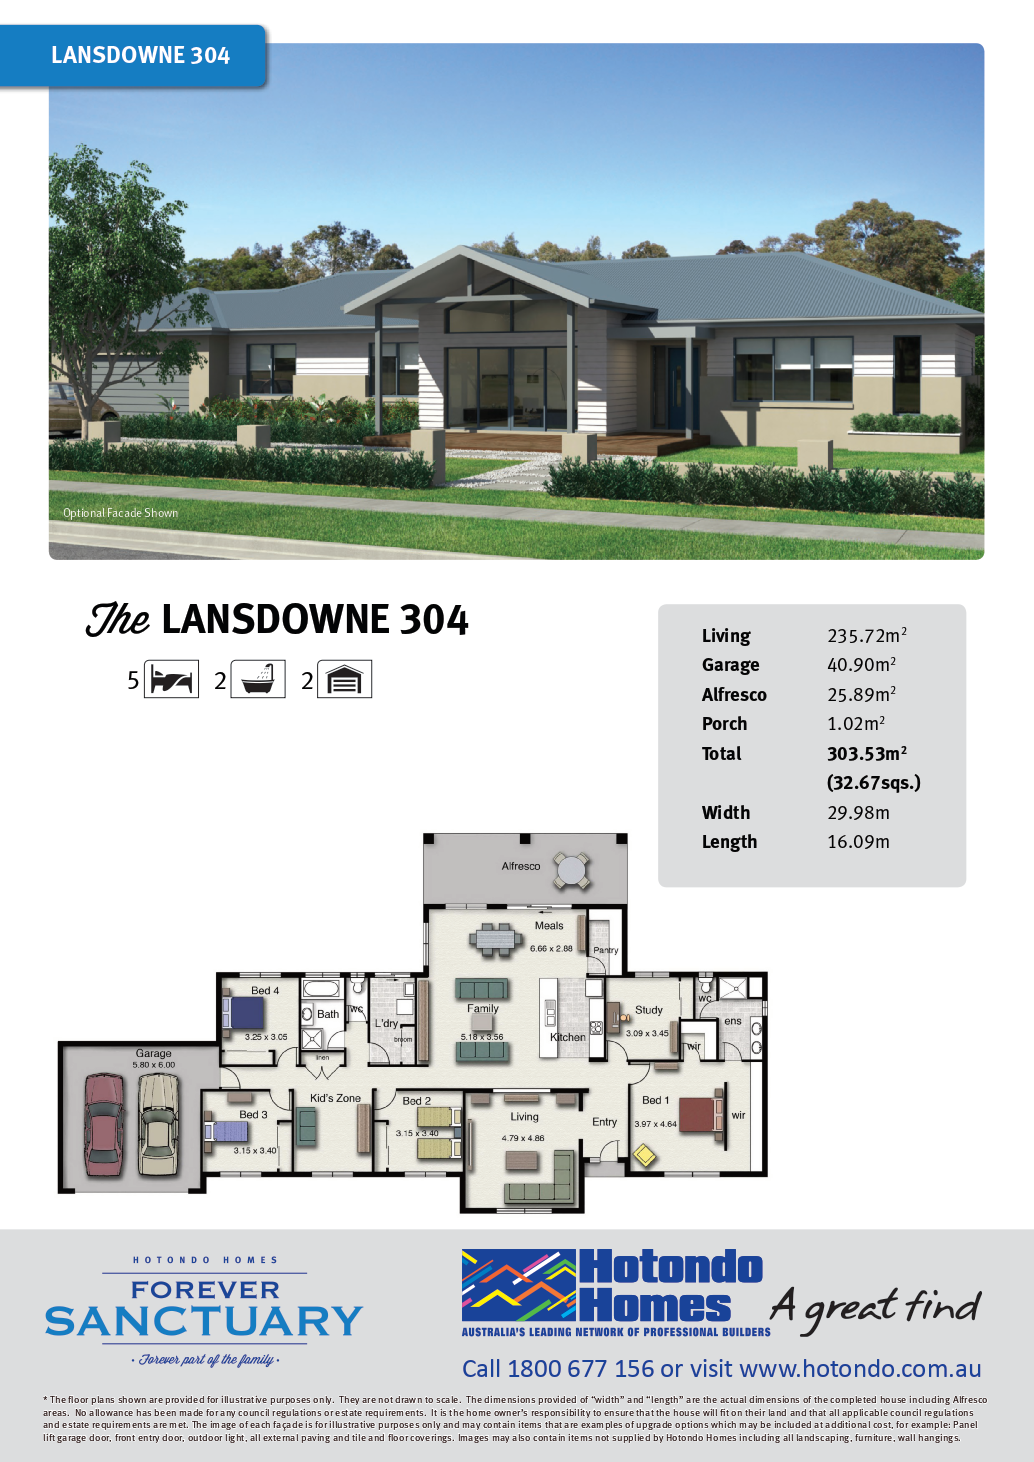 LANSDOWNE 304
Optional Facade Shown
The LANSDOWNE 304
5 2 2
Living 235.72m²
Garage 40.90m²
Alfresco 25.89m²
Porch 1.02m²
Total 303.53m²
(32.67sqs.)
Width 29.98m
Length 16.09m
Alfresco
Meals
6.66 x 2.88
Pantry
Bed 4
3.25 x 3.05
Bath
wc
L'dry
broom
linen
Family
5.18 x 3.56
Kitchen
Study
3.09 x 3.45
wc
ens
wir
Garage
5.80 x 6.00
Bed 3
3.15 x 3.40
Kid's Zone
Bed 2
3.15 x 3.40
Living
4.79 x 4.86
Entry
Bed 1
3.97 x 4.64
wir
HOTONDO HOMES
FOREVER
SANCTUARY
• Forever part of the family •
Hotondo
Homes
AUSTRALIA'S LEADING NETWORK OF PROFESSIONAL BUILDERS
A great find
Call 1800 677 156 or visit www.hotondo.com.au
* The floor plans shown are provided for illustrative purposes only. They are not drawn to scale. The dimensions provided of “width” and “length” are the actual dimensions of the completed house including Alfresco
areas. No allowance has been made for any council regulations or estate requirements. It is the home owner's responsibility to ensure that the house will fit on their land and that all applicable council regulations
and estate requirements are met. The image of each façade is for illustrative purposes only and may contain items that are examples of upgrade options which may be included at additional cost, for example: Panel
lift garage door, front entry door, outdoor light, all external paving and tile and floor coverings. Images may also contain items not supplied by Hotondo Homes including all landscaping, furniture, wall hangings.